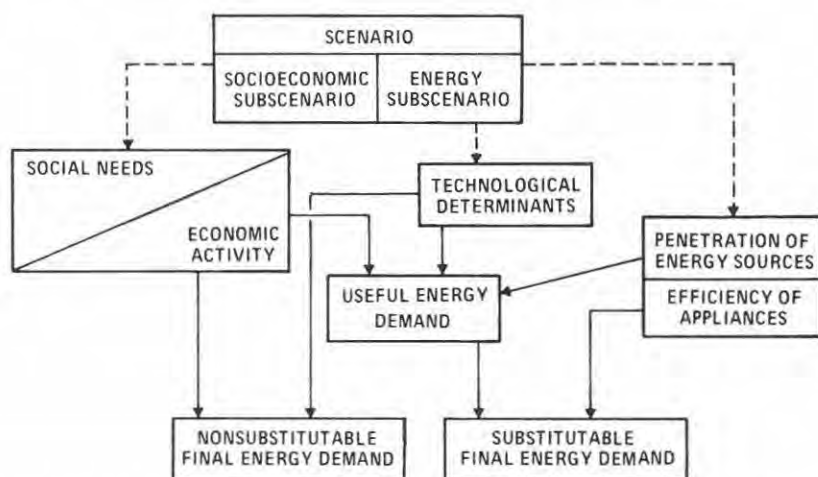 SCENARIO
SOCIOECONOMIC
SUBSCENARIO
ENERGY
SUBSCENARIO
SOCIAL NEEDS
ECONOMIC
ACTIVITY
TECHNOLOGICAL
DETERMINANTS
PENETRATION OF
ENERGY SOURCES
EFFICIENCY OF
APPLIANCES
USEFUL ENERGY
DEMAND
NONSUBSTITUTABLE
FINAL ENERGY DEMAND
SUBSTITUTABLE
FINAL ENERGY DEMAND